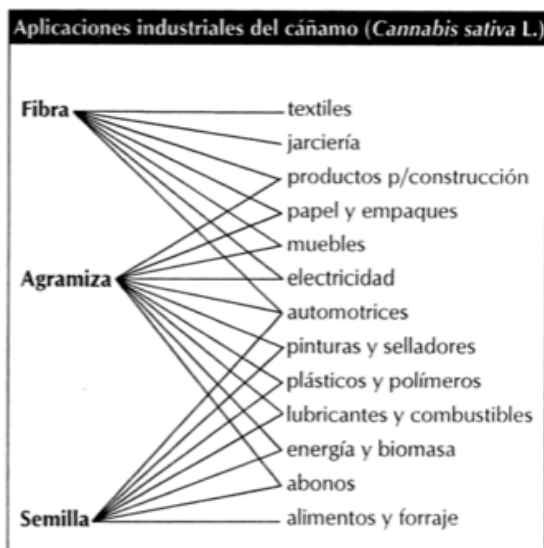 Aplicaciones industriales del cáñamo (Cannabis sativa L.)
Fibra
textiles
jarciería
productos p/construcción
papel y empaques
muebles
Agramiza
electricidad
automotrices
pinturas y selladores
plásticos y polímeros
lubricantes y combustibles
energía y biomasa
abonos
Semilla
alimentos y forraje